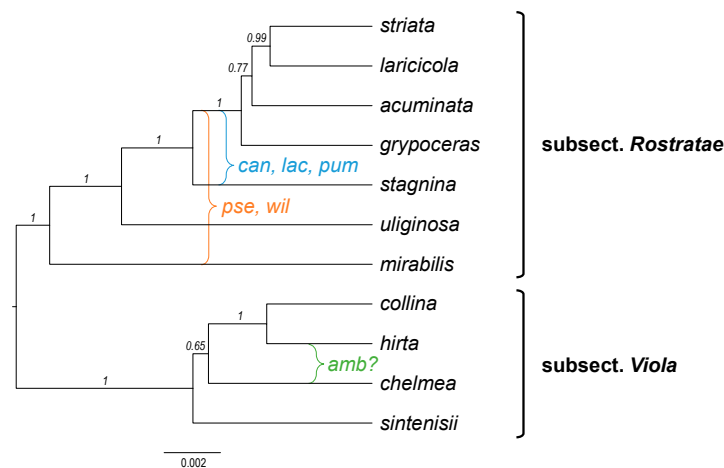 striata
0.99
laricicola
0.77
acuminata
1
grypoceras
subsect. Rostratae
1
can, lac, pum
stagnina
1
pse, wil
uliginosa
1
mirabilis
collina
1
hirta
0.65
amb?
subsect. Viola
chelmea
1
sintenisii
0.002